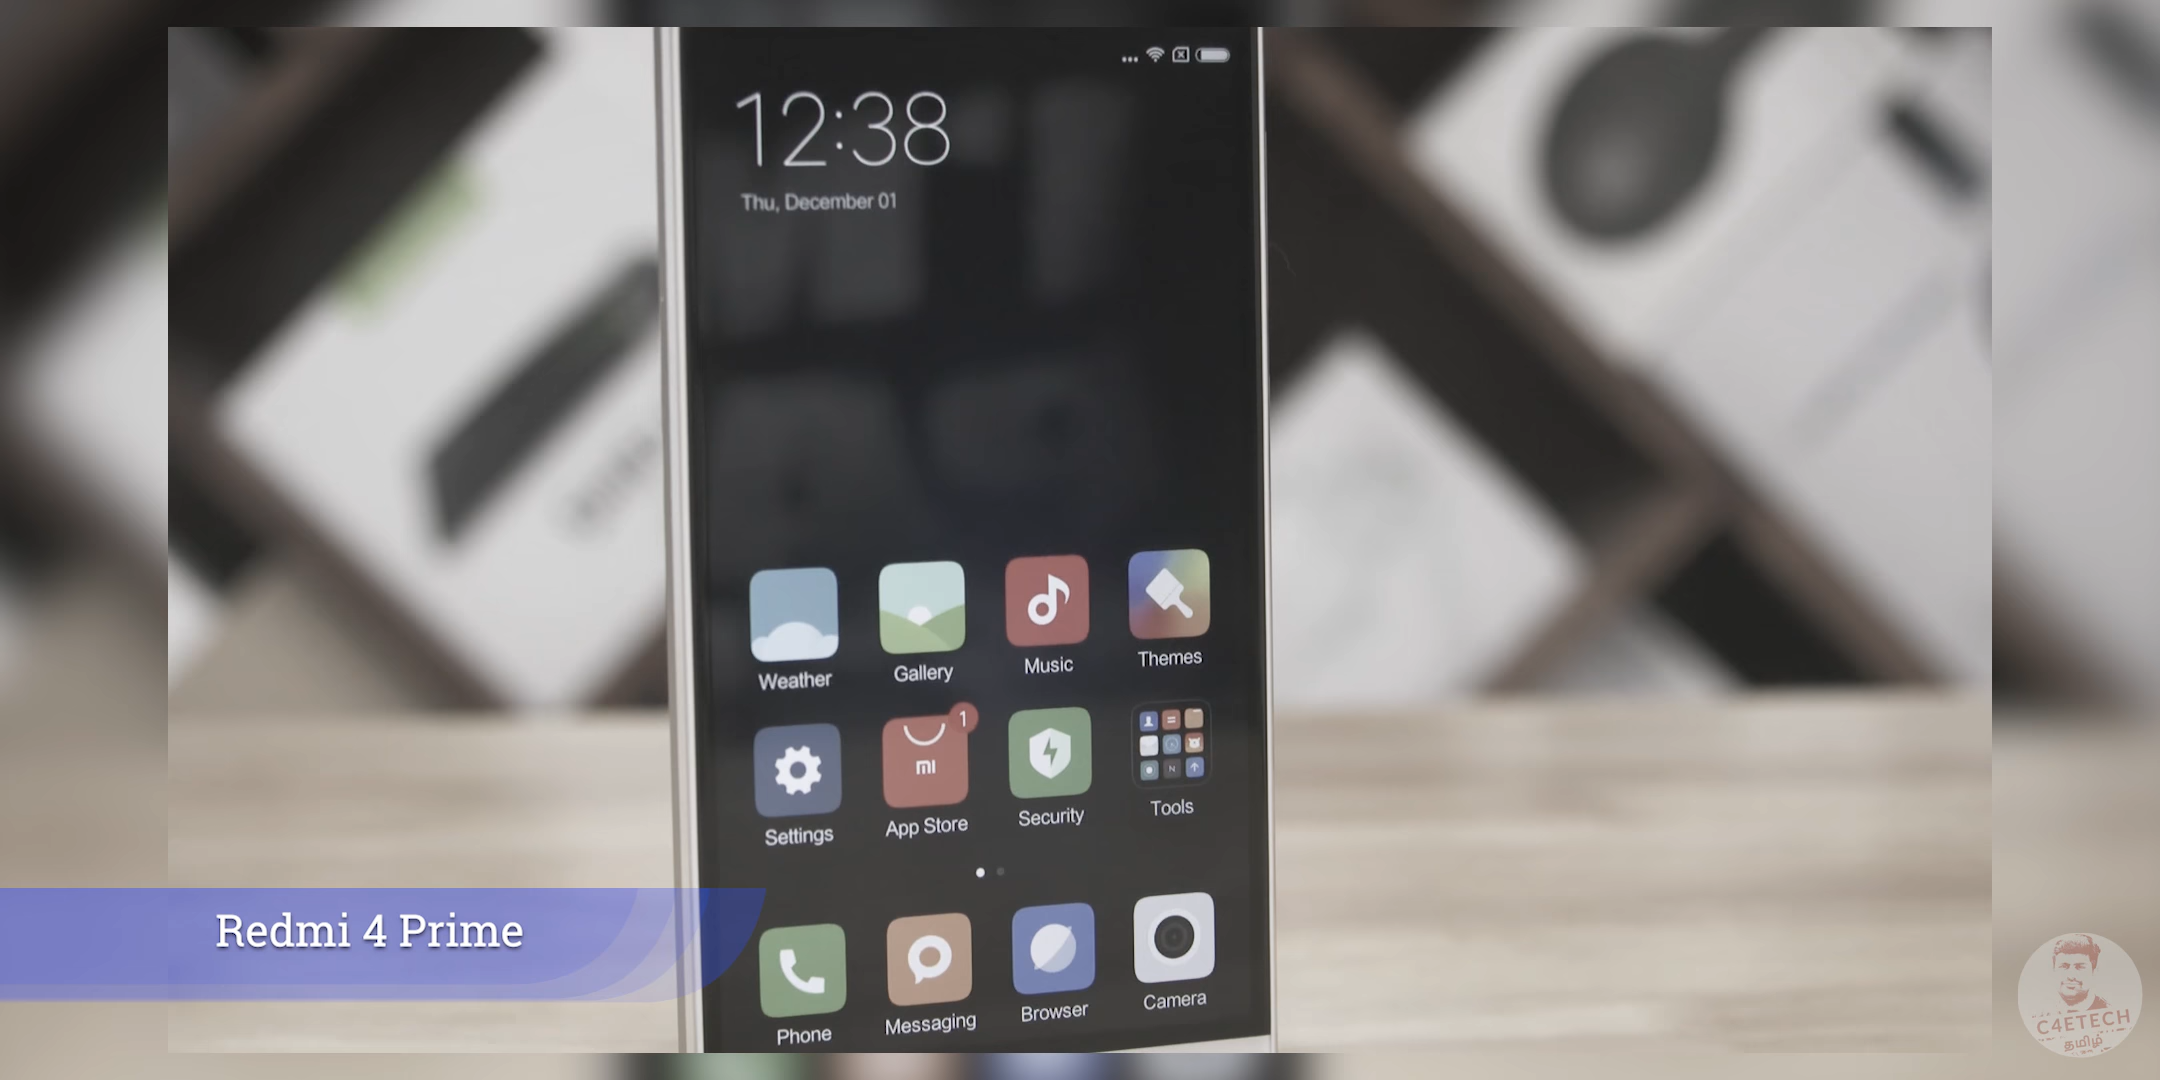 12:38
Thu, December 01
Weather
Gallery
Music
Themes
1
mi
Settings
App Store
Security
Tools
Phone
Messaging
Browser
Camera
Redmi 4 Prime
C4ETECH
தமிழ்